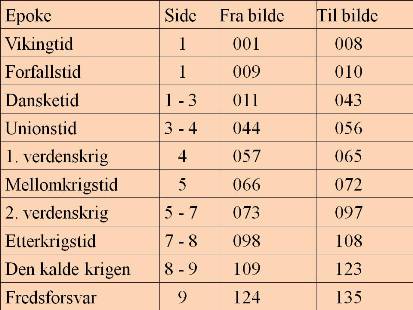 Epoke Side Fra bilde Til bilde
Vikingtid 1 001 008
Forfallstid 1 009 010
Dansketid 1 - 3 011 043
Unionstid 3 - 4 044 056
1. verdenskrig 4 057 065
Mellomkrigstid 5 066 072
2. verdenskrig 5 - 7 073 097
Etterkrigstid 7 - 8 098 108
Den kalde krigen 8 - 9 109 123
Fredsforsvar 9 124 135